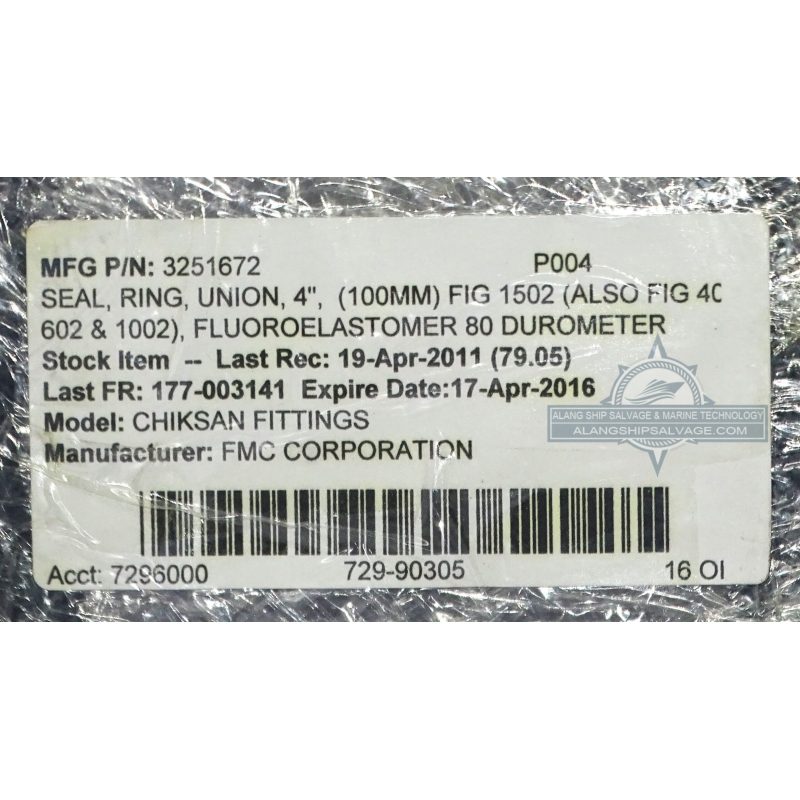 MFG P/N: 3251672 P004
SEAL, RING, UNION, 4", (100MM) FIG 1502 (ALSO FIG 40
602 & 1002), FLUOROELASTOMER 80 DUROMETER
Stock Item -- Last Rec: 19-Apr-2011 (79.05)
Last FR: 177-003141 Expire Date:17-Apr-2016
Model: CHIKSAN FITTINGS
Manufacturer: FMC CORPORATION
ALANG SHIP SALVAGE & MARINE TECHNOLOGY
ALANGSHIPSALVAGE.COM
Acct: 7296000 729-90305 16 OI